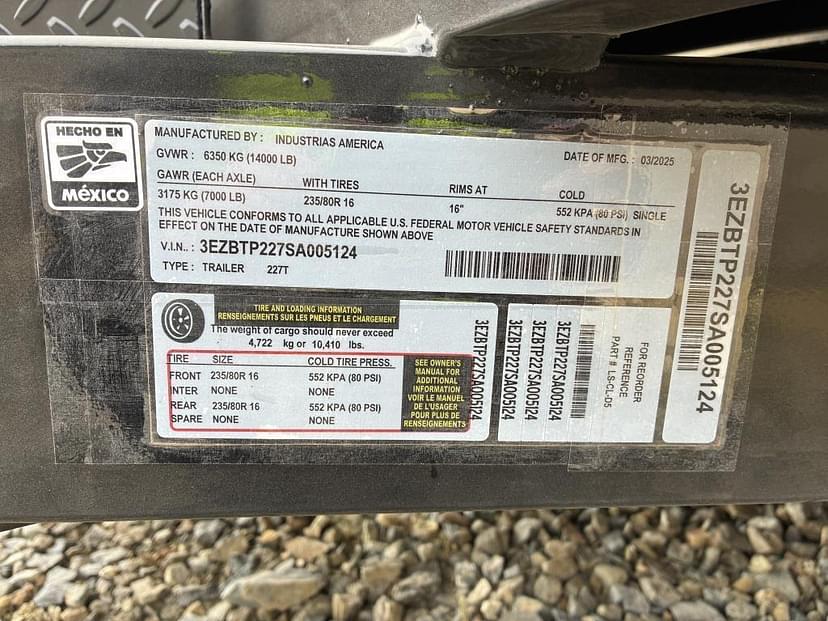 HECHO EN
MÉXICO
MANUFACTURED BY : INDUSTRIAS AMERICA
GVWR : 6350 KG (14000 LB) DATE OF MFG. : 03/2025
GAWR (EACH AXLE) WITH TIRES RIMS AT COLD
3175 KG (7000 LB) 235/80R 16 16" 552 KPA (80 PSI) SINGLE
THIS VEHICLE CONFORMS TO ALL APPLICABLE U.S. FEDERAL MOTOR VEHICLE SAFETY STANDARDS IN
EFFECT ON THE DATE OF MANUFACTURE SHOWN ABOVE
V.I.N.. : 3EZBTP227SA005124
TYPE : TRAILER 227T
3EZBTP227SA005124
TIRE AND LOADING INFORMATION
RENSEIGNEMENTS SUR LES PNEUS ET LE CHARGEMENT
The weight of cargo should never exceed
4,722 kg or 10,410 lbs.
TIRE SIZE COLD TIRE PRESS.
FRONT 235/80R 16 552 KPA (80 PSI)
INTER NONE NONE
REAR 235/80R 16 552 KPA (80 PSI)
SPARE NONE NONE
SEE OWNER'S
MANUAL FOR
ADDITIONAL
INFORMATION
VOIR LE MANUEL
DE L'USAGER
POUR PLUS DE
RENSEIGNEMENTS
3EZBTP227SA005124
3EZBTP227SA005124
3EZBTP227SA005124
3EZBTP227SA005124
FOR REORDER
REFERENCE
PART # LS-CL-D5